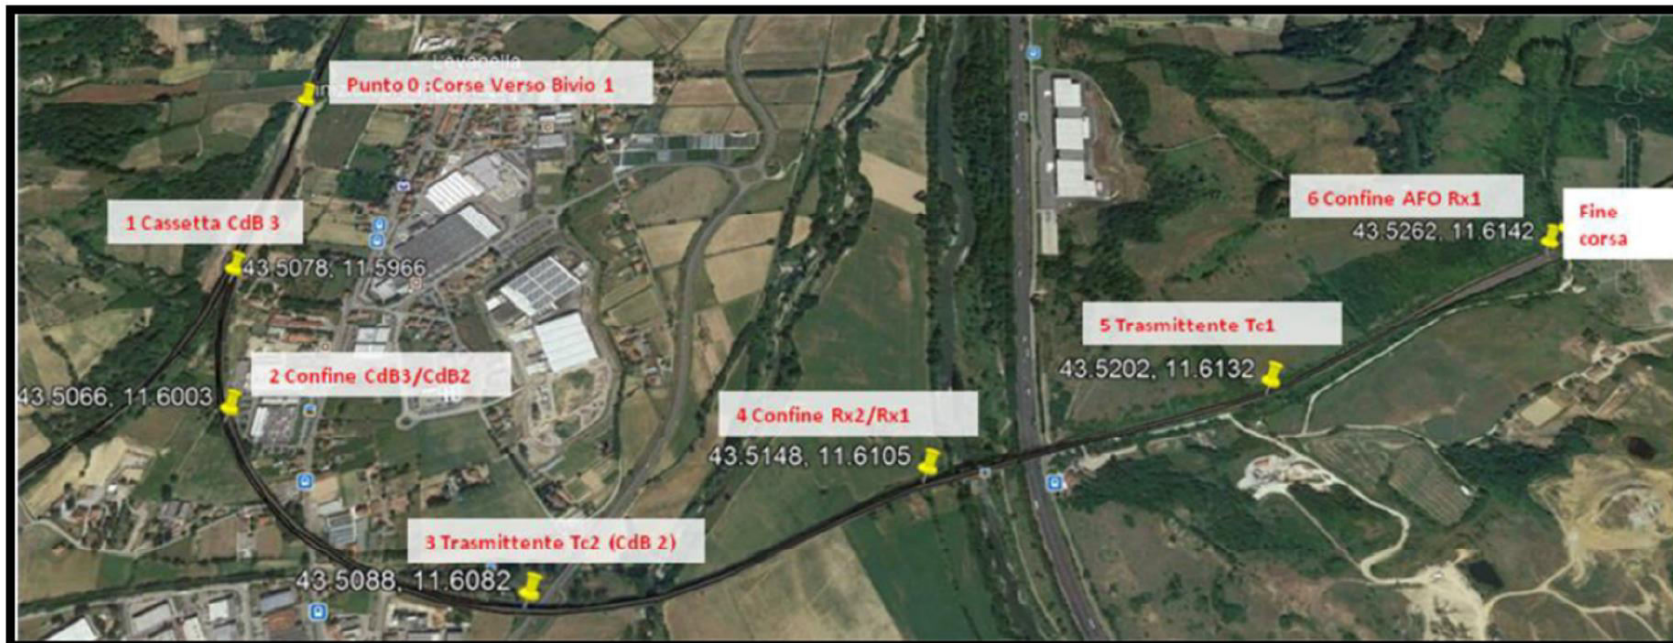 Levanella
Punto 0 :Corse Verso Bivio 1
1 Cassetta CdB 3
43.5078, 11.5966
2 Confine CdB3/CdB2
43.5066, 11.6003
3 Trasmittente Tc2 (CdB 2)
43.5088, 11.6082
4 Confine Rx2/Rx1
43.5148, 11.6105
5 Trasmittente Tc1
43.5202, 11.6132
6 Confine AFO Rx1
43.5262, 11.6142
Fine
corsa